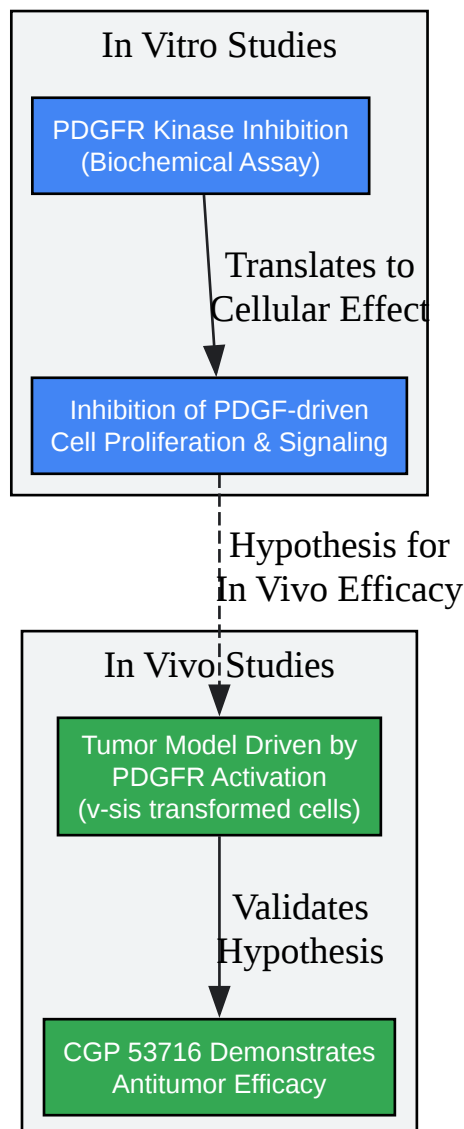 In Vitro Studies
PDGFR Kinase Inhibition
(Biochemical Assay)
Translates to
Cellular Effect
Inhibition of PDGF-driven
Cell Proliferation & Signaling
Hypothesis for
In Vivo Efficacy
In Vivo Studies
Tumor Model Driven by
PDGFR Activation
(v-sis transformed cells)
Validates
Hypothesis
CGP 53716 Demonstrates
Antitumor Efficacy